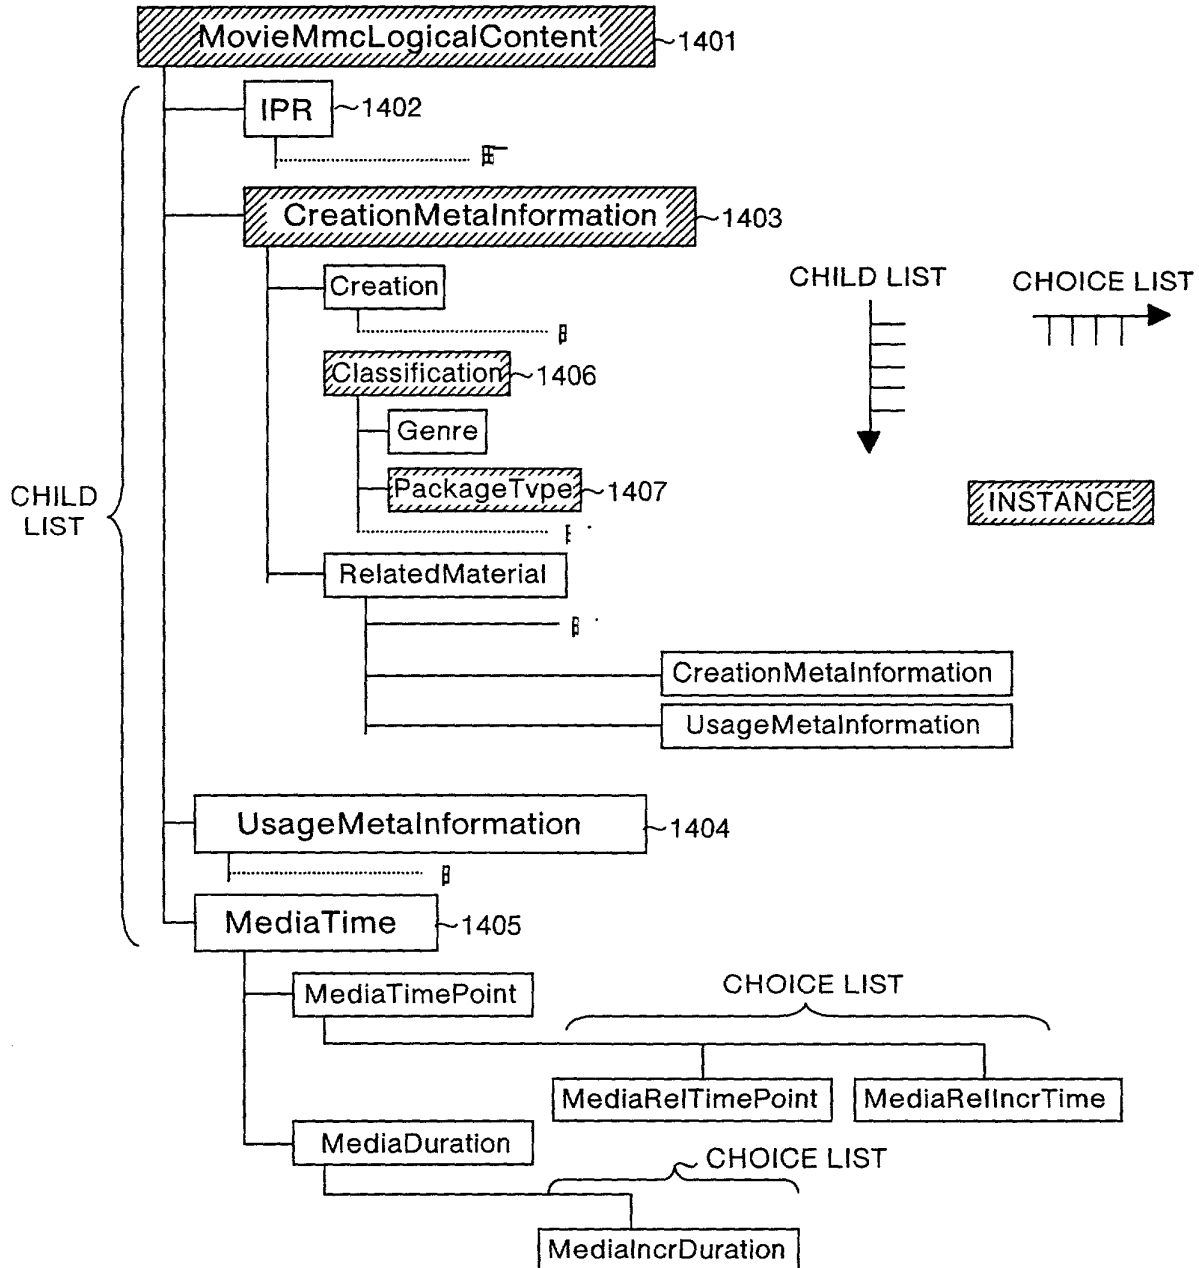 MovieMmcLogicalContent
1401
IPR
1402
CreationMetaInformation
1403
Creation
CHILD LIST
CHOICE LIST
Classification
1406
Genre
PackageType
1407
INSTANCE
CHILD
LIST
RelatedMaterial
CreationMetaInformation
UsageMetaInformation
UsageMetaInformation
1404
MediaTime
1405
MediaTimePoint
CHOICE LIST
MediaRelTimePoint
MediaRelIncrTime
MediaDuration
CHOICE LIST
MediaIncrDuration